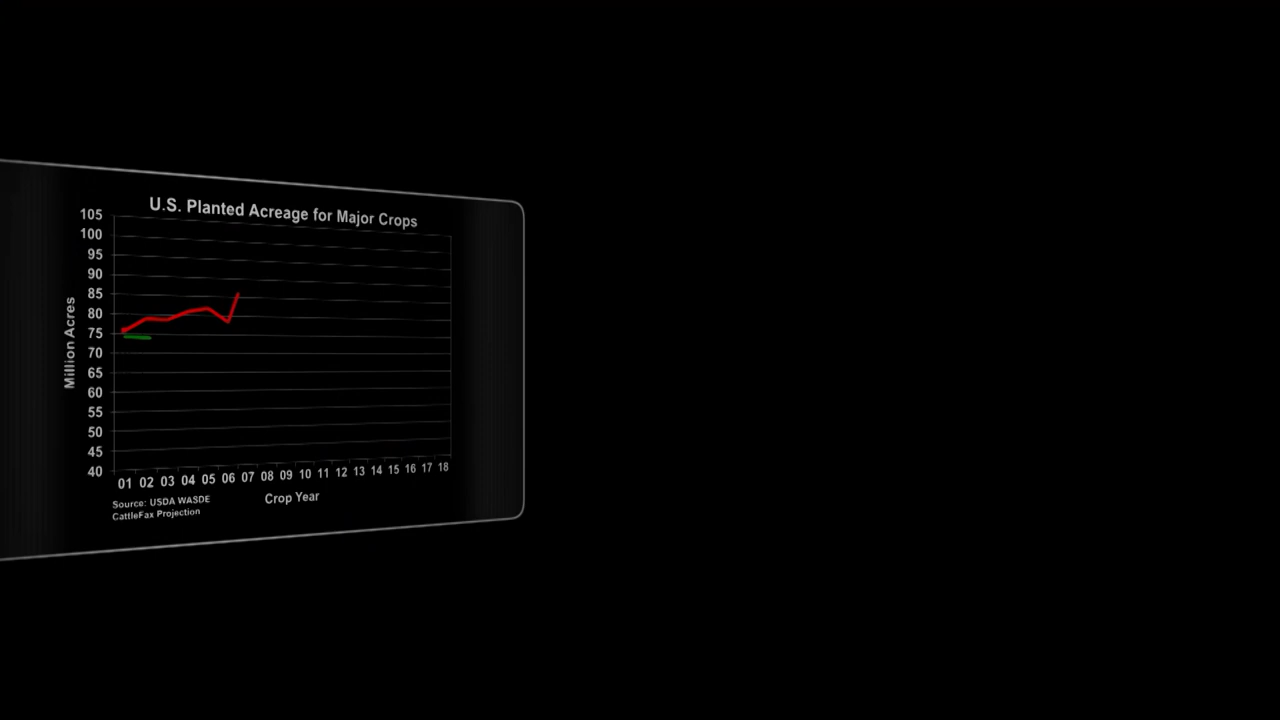 U.S. Planted Acreage for Major Crops
105
100
95
90
85
80
75
70
65
60
55
50
45
40
Million Acres
01 02 03 04 05 06 07 08 09 10 11 12 13 14 15 16 17 18
Crop Year
Source: USDA WASDE
CattleFax Projection